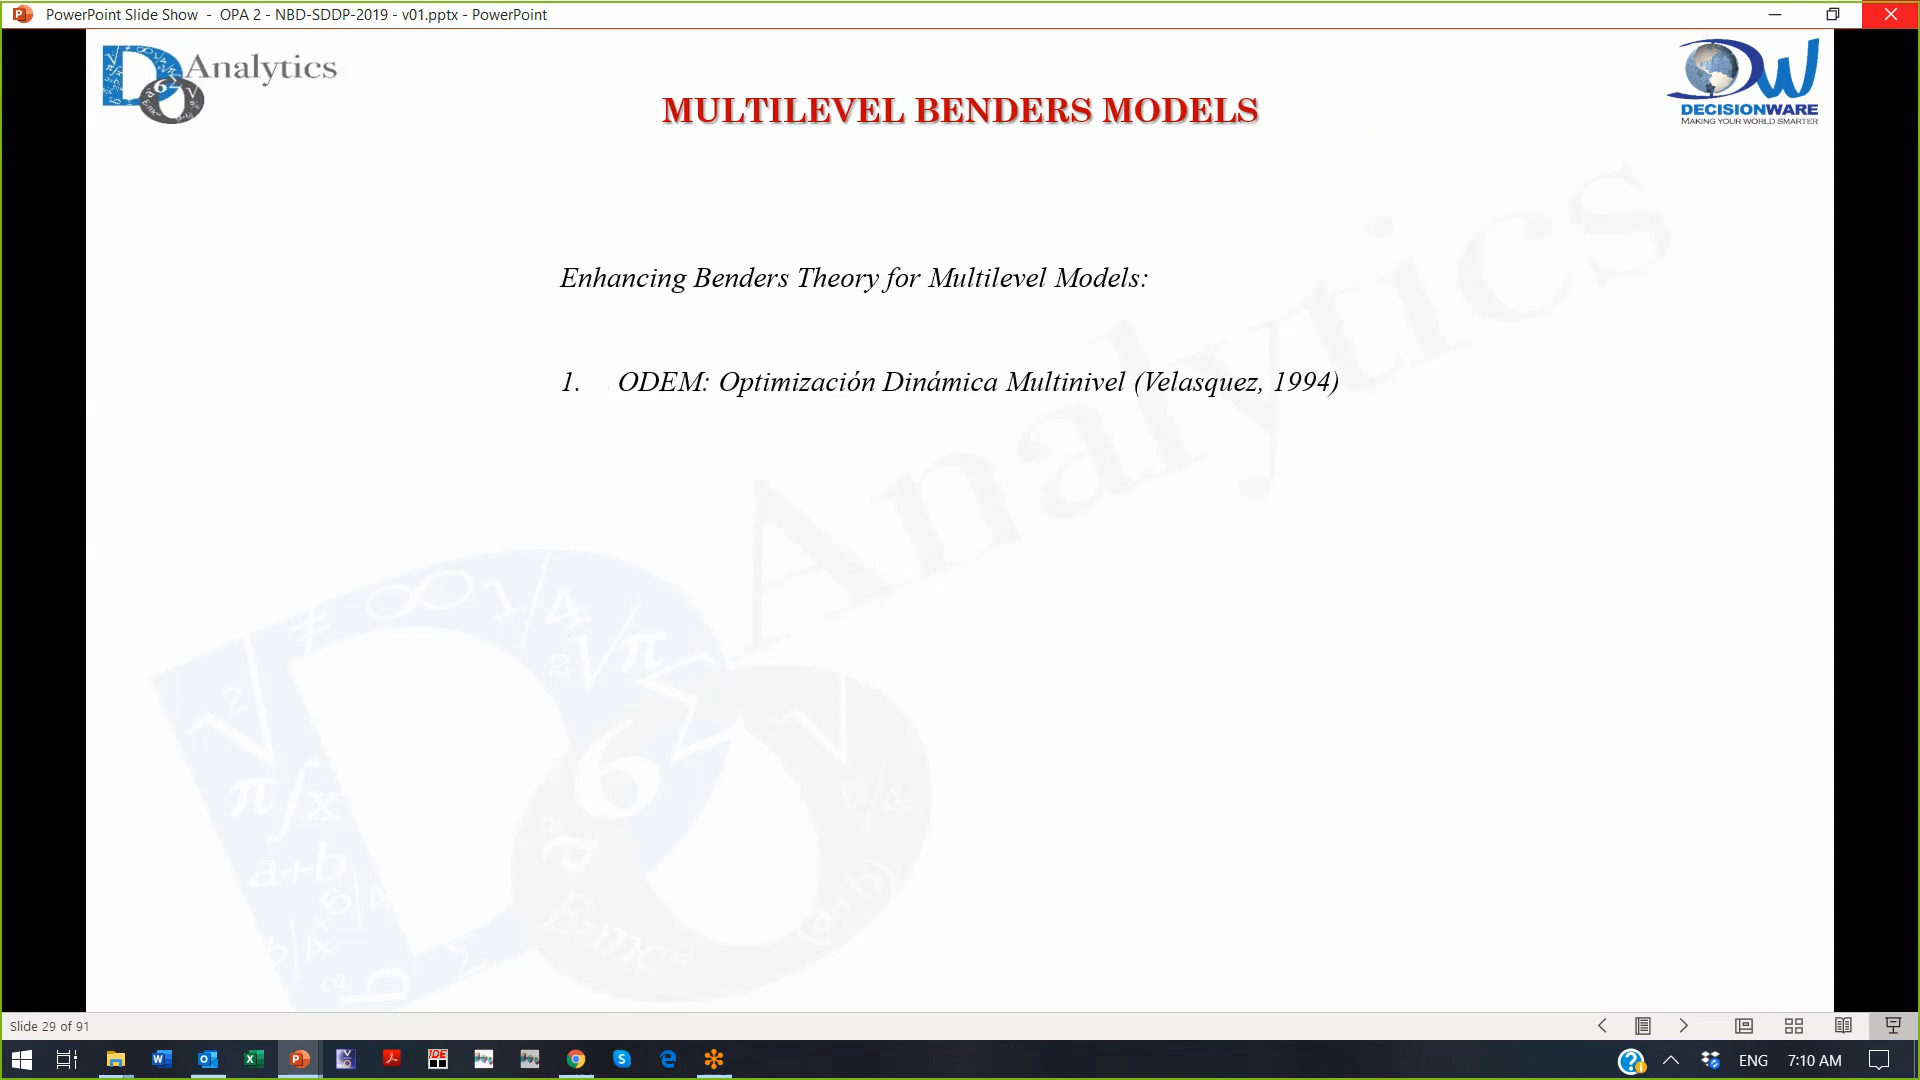 PowerPoint Slide Show - OPA 2 - NBD-SDDP-2019 - v01.pptx - PowerPoint
Analytics
DW
DECISIONWARE
MAKING YOUR WORLD SMARTER
MULTILEVEL BENDERS MODELS
Enhancing Benders Theory for Multilevel Models:
1. ODEM: Optimización Dinámica Multinivel (Velasquez, 1994)
Analytics
Slide 29 of 91
ENG 7:10 AM